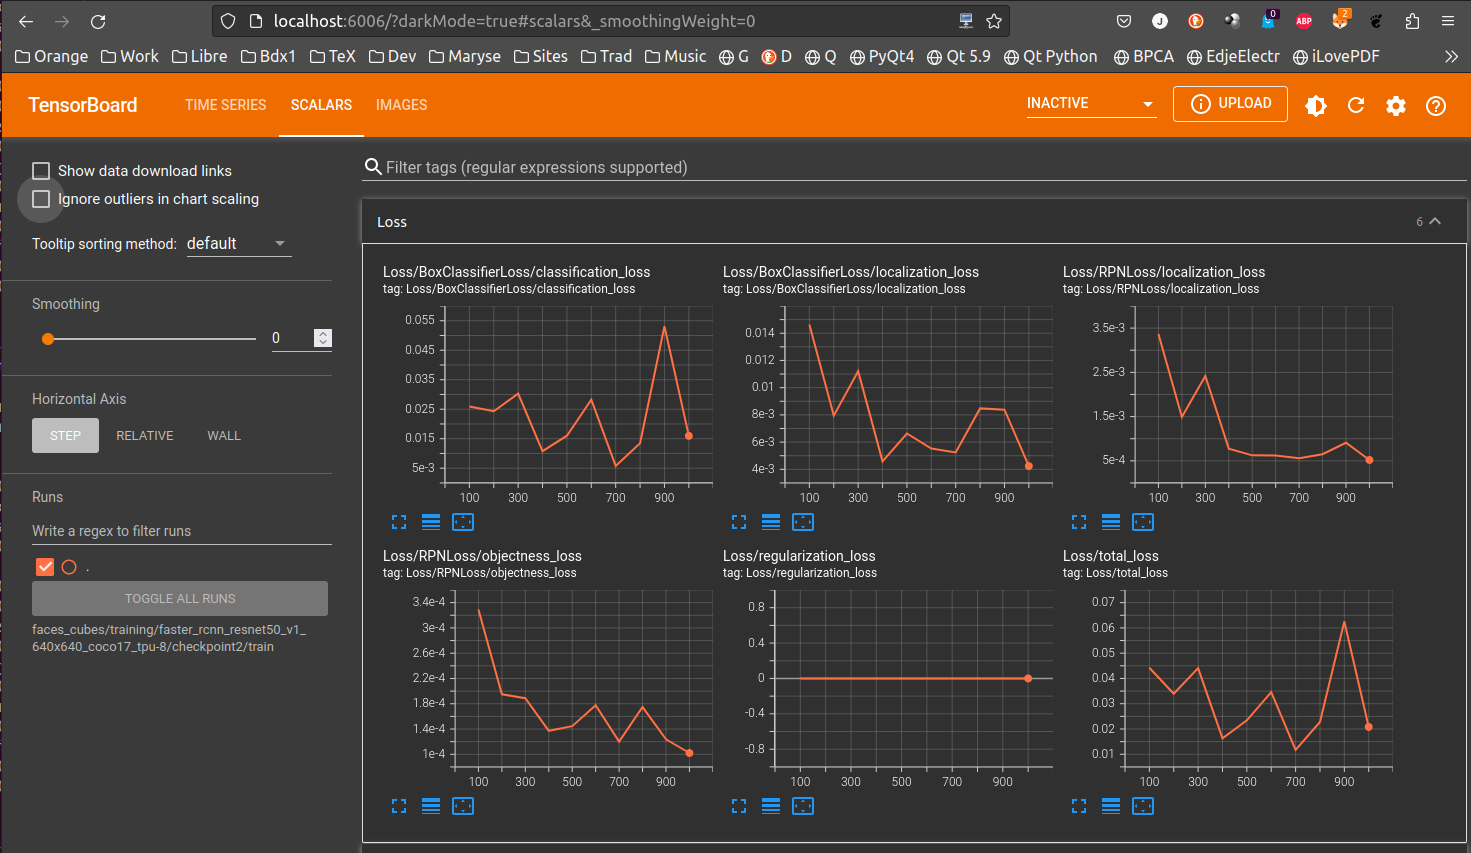 localhost:6006/?darkMode=true#scalars&_smoothingWeight=0
J
0
ABP
2
Orange Work Libre Bdx1 TeX Dev Maryse Sites Trad Music G D Q PyQt4 Qt 5.9 Qt Python BPCA EdjeElectr iLovePDF
TensorBoard TIME SERIES SCALARS IMAGES INACTIVE UPLOAD
Show data download links
Ignore outliers in chart scaling
Tooltip sorting method: default
Smoothing
0
Horizontal Axis
STEP RELATIVE WALL
Runs
Write a regex to filter runs
.
TOGGLE ALL RUNS
faces_cubes/training/faster_rcnn_resnet50_v1_
640x640_coco17_tpu-8/checkpoint2/train
Filter tags (regular expressions supported)
Loss 6
Loss/BoxClassifierLoss/classification_loss
tag: Loss/BoxClassifierLoss/classification_loss
0.055
0.045
0.035
0.025
0.015
5e-3
100 300 500 700 900
Loss/BoxClassifierLoss/localization_loss
tag: Loss/BoxClassifierLoss/localization_loss
0.014
0.012
0.01
8e-3
6e-3
4e-3
100 300 500 700 900
Loss/RPNLoss/localization_loss
tag: Loss/RPNLoss/localization_loss
3.5e-3
2.5e-3
1.5e-3
5e-4
100 300 500 700 900
Loss/RPNLoss/objectness_loss
tag: Loss/RPNLoss/objectness_loss
3.4e-4
3e-4
2.6e-4
2.2e-4
1.8e-4
1.4e-4
1e-4
100 300 500 700 900
Loss/regularization_loss
tag: Loss/regularization_loss
0.8
0.4
0
-0.4
-0.8
100 300 500 700 900
Loss/total_loss
tag: Loss/total_loss
0.07
0.06
0.05
0.04
0.03
0.02
0.01
100 300 500 700 900